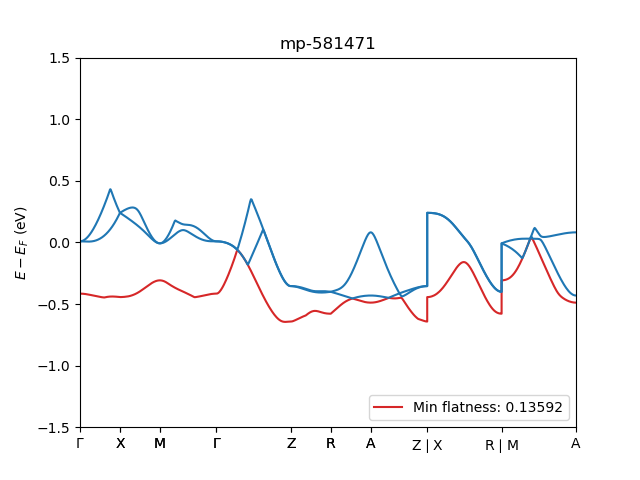 mp-581471
1.5
1.0
0.5
0.0
−0.5
−1.0
−1.5
E − E_F (eV)
Γ X M Γ Z R A Z | X R | M A
Min flatness: 0.13592